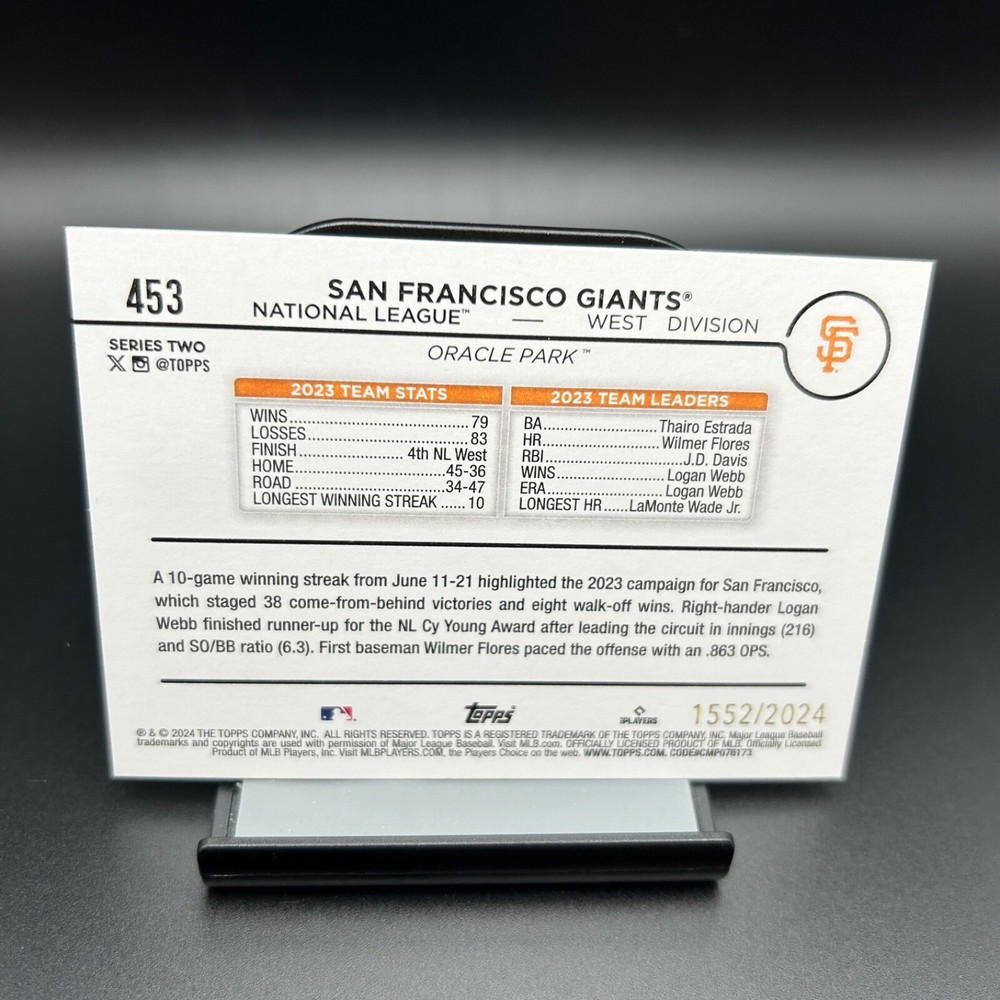 453
SAN FRANCISCO GIANTS®
NATIONAL LEAGUE™ — WEST DIVISION
SERIES TWO
X @TOPPS
ORACLE PARK™
SF
2023 TEAM STATS
WINS........79
LOSSES........83
FINISH........4th NL West
HOME........45-36
ROAD........34-47
LONGEST WINNING STREAK......10
2023 TEAM LEADERS
BA........Thairo Estrada
HR........Wilmer Flores
RBI........J.D. Davis
WINS........Logan Webb
ERA........Logan Webb
LONGEST HR......LaMonte Wade Jr.
A 10-game winning streak from June 11-21 highlighted the 2023 campaign for San Francisco,
which staged 38 come-from-behind victories and eight walk-off wins. Right-hander Logan
Webb finished runner-up for the NL Cy Young Award after leading the circuit in innings (216)
and SO/BB ratio (6.3). First baseman Wilmer Flores paced the offense with an .863 OPS.
Topps
PLAYERS
1552/2024
® & © 2024 THE TOPPS COMPANY, INC. ALL RIGHTS RESERVED. TOPPS IS A REGISTERED TRADEMARK OF THE TOPPS COMPANY, INC. Major League Baseball
trademarks and copyrights are used with permission of Major League Baseball. Visit MLB.com. OFFICIALLY LICENSED PRODUCT OF MLB. Officially Licensed
Product of MLB Players, Inc. Visit MLBPLAYERS.COM, the Players Choice on the web. WWW.TOPPS.COM. CODE#CMP076173